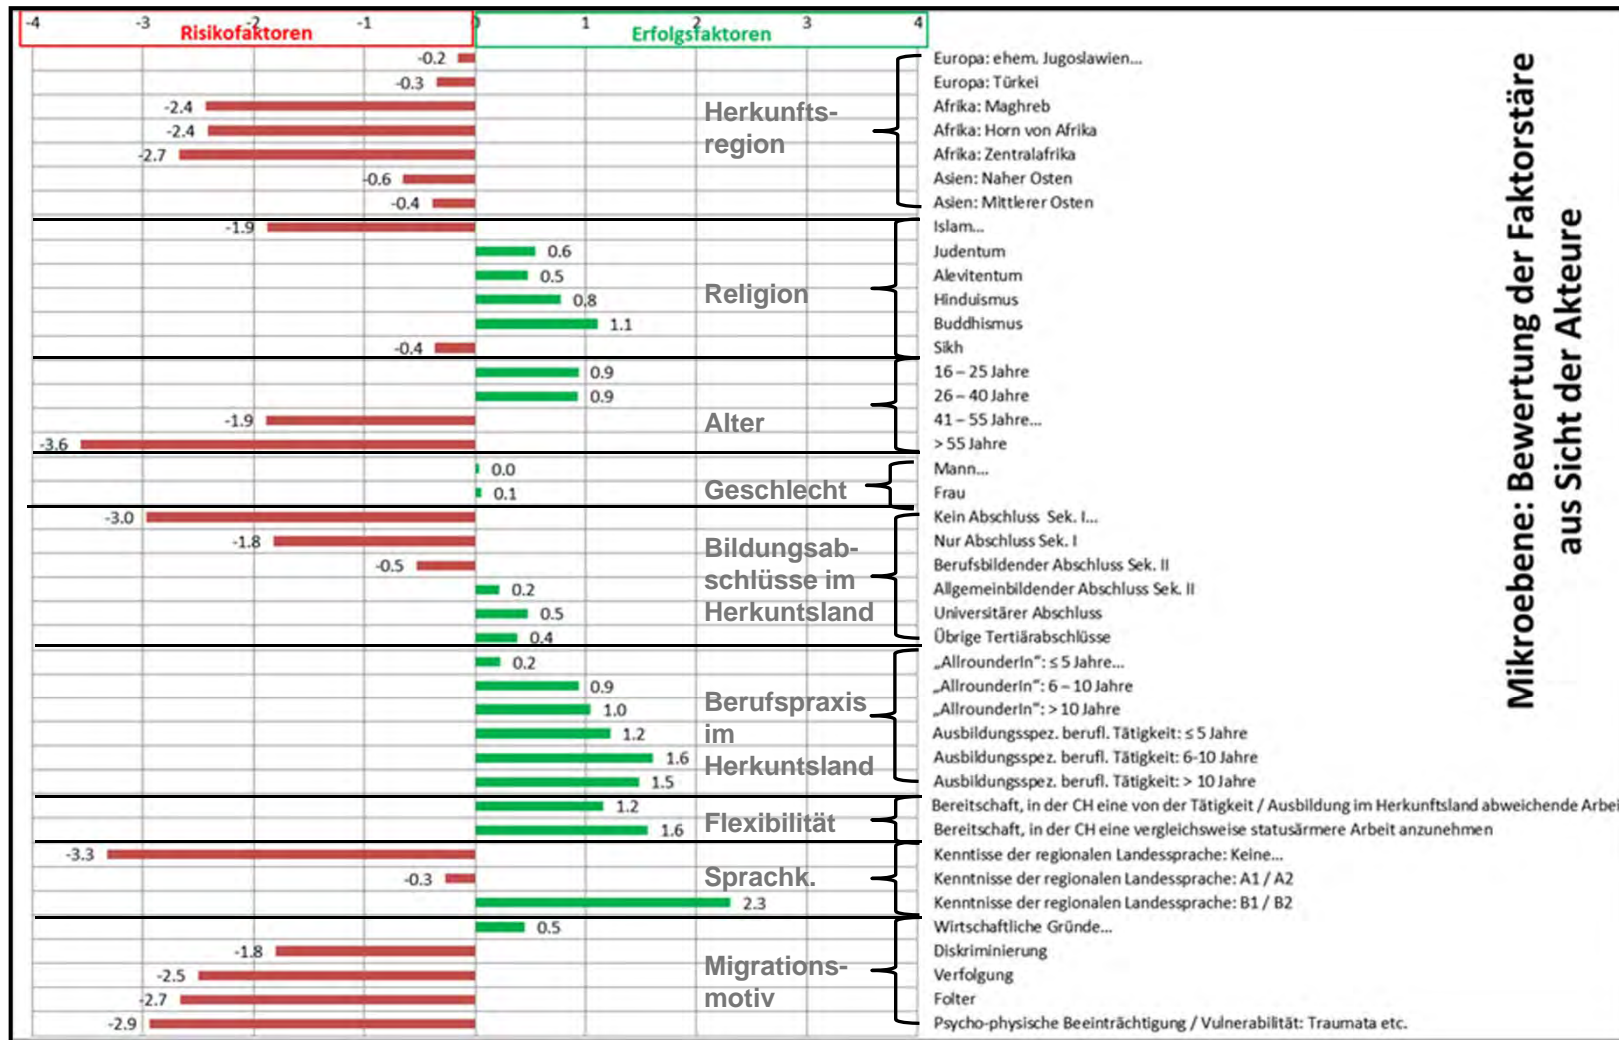 -4 -3 -2 -1 0 1 2 3 4
Risikofaktoren Erfolgsfaktoren
-0.2 Europa: ehem. Jugoslawien...
-0.3 Europa: Türkei
-2.4 Afrika: Maghreb
-2.4 Afrika: Horn von Afrika
-2.7 Afrika: Zentralafrika
-0.6 Asien: Naher Osten
-0.4 Asien: Mittlerer Osten
Herkunfts-
region
-1.9 Islam...
0.6 Judentum
0.5 Alevitentum
0.8 Hinduismus
1.1 Buddhismus
-0.4 Sikh
Religion
0.9 16 – 25 Jahre
0.9 26 – 40 Jahre
-1.9 41 – 55 Jahre...
-3.6 > 55 Jahre
Alter
0.0 Mann...
0.1 Frau
Geschlecht
-3.0 Kein Abschluss Sek. I...
-1.8 Nur Abschluss Sek. I
-0.5 Berufsbildender Abschluss Sek. II
0.2 Allgemeinbildender Abschluss Sek. II
0.5 Universitärer Abschluss
0.4 Übrige Tertiärabschlüsse
Bildungsab-
schlüsse im
Herkuntsland
0.2 „AllrounderIn“: ≤ 5 Jahre...
0.9 „AllrounderIn“: 6 – 10 Jahre
1.0 „AllrounderIn“: > 10 Jahre
1.2 Ausbildungsspez. berufl. Tätigkeit: ≤ 5 Jahre
1.6 Ausbildungsspez. berufl. Tätigkeit: 6-10 Jahre
1.5 Ausbildungsspez. berufl. Tätigkeit: > 10 Jahre
Berufspraxis
im
Herkuntsland
1.2 Bereitschaft, in der CH eine von der Tätigkeit / Ausbildung im Herkunftsland abweichende Arbei
1.6 Bereitschaft, in der CH eine vergleichsweise statusärmere Arbeit anzunehmen
Flexibilität
-3.3 Kenntisse der regionalen Landessprache: Keine...
-0.3 Kenntnisse der regionalen Landessprache: A1 / A2
2.3 Kenntnisse der regionalen Landessprache: B1 / B2
Sprachk.
0.5 Wirtschaftliche Gründe...
-1.8 Diskriminierung
-2.5 Verfolgung
-2.7 Folter
-2.9 Psycho-physische Beeinträchtigung / Vulnerabilität: Traumata etc.
Migrations-
motiv
Mikroebene: Bewertung der Faktorstäre
aus Sicht der Akteure